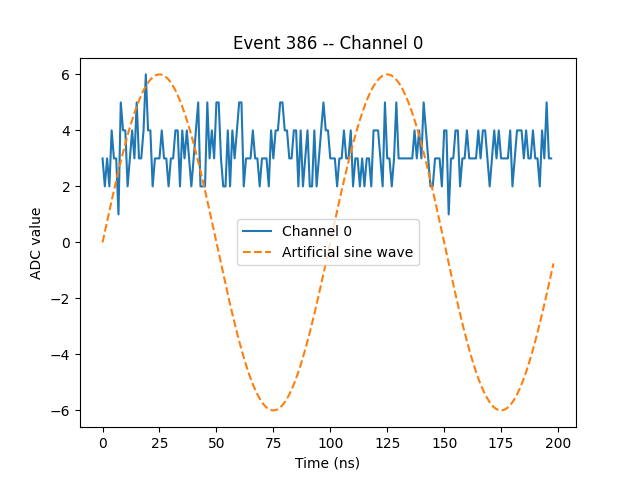 Event 386 -- Channel 0
ADC value
6
4
2
0
−2
−4
−6
Channel 0
Artificial sine wave
0 25 50 75 100 125 150 175 200
Time (ns)